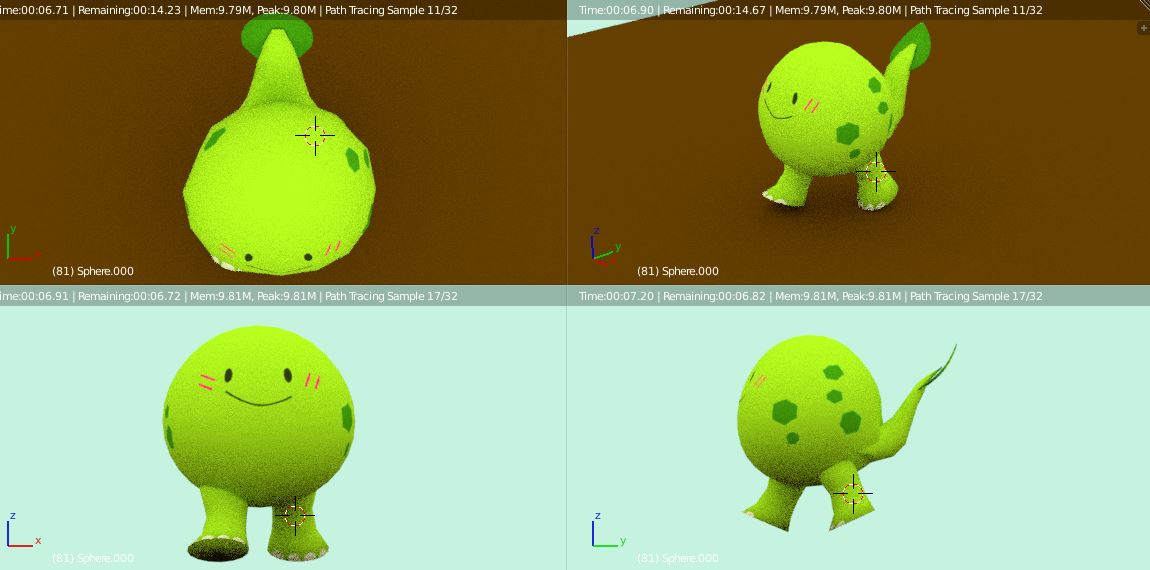 ime:00:06.71 | Remaining:00:14.23 | Mem:9.79M, Peak:9.80M | Path Tracing Sample 11/32
Time:00:06.90 | Remaining:00:14.67 | Mem:9.79M, Peak:9.80M | Path Tracing Sample 11/32
y
x
(81) Sphere.000
z
y
(81) Sphere.000
ime:00:06.91 | Remaining:00:06.72 | Mem:9.81M, Peak:9.81M | Path Tracing Sample 17/32
Time:00:07.20 | Remaining:00:06.82 | Mem:9.81M, Peak:9.81M | Path Tracing Sample 17/32
z
x
(81) Sphere.000
z
y
(81) Sphere.000